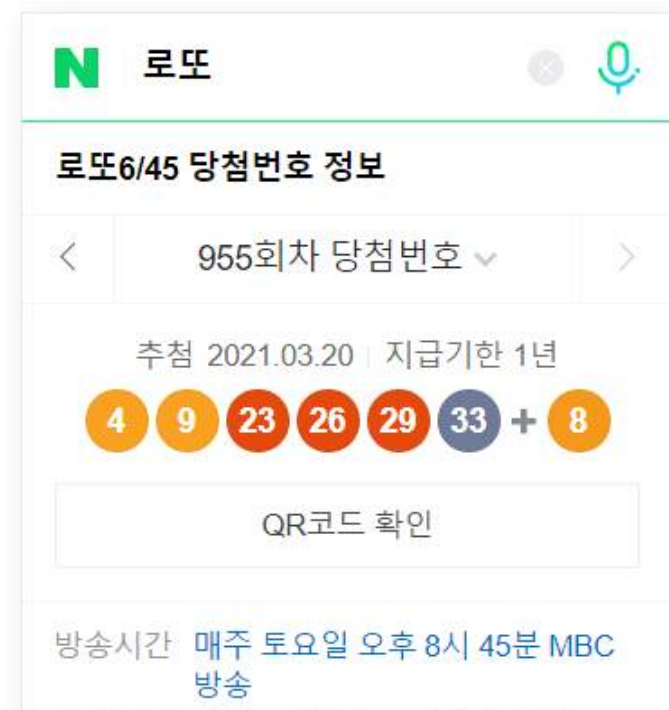 N 로또
로또6/45 당첨번호 정보
955회차 당첨번호
추첨 2021.03.20 지급기한 1년
4 9 23 26 29 33 + 8
QR코드 확인
방송시간 매주 토요일 오후 8시 45분 MBC
방송